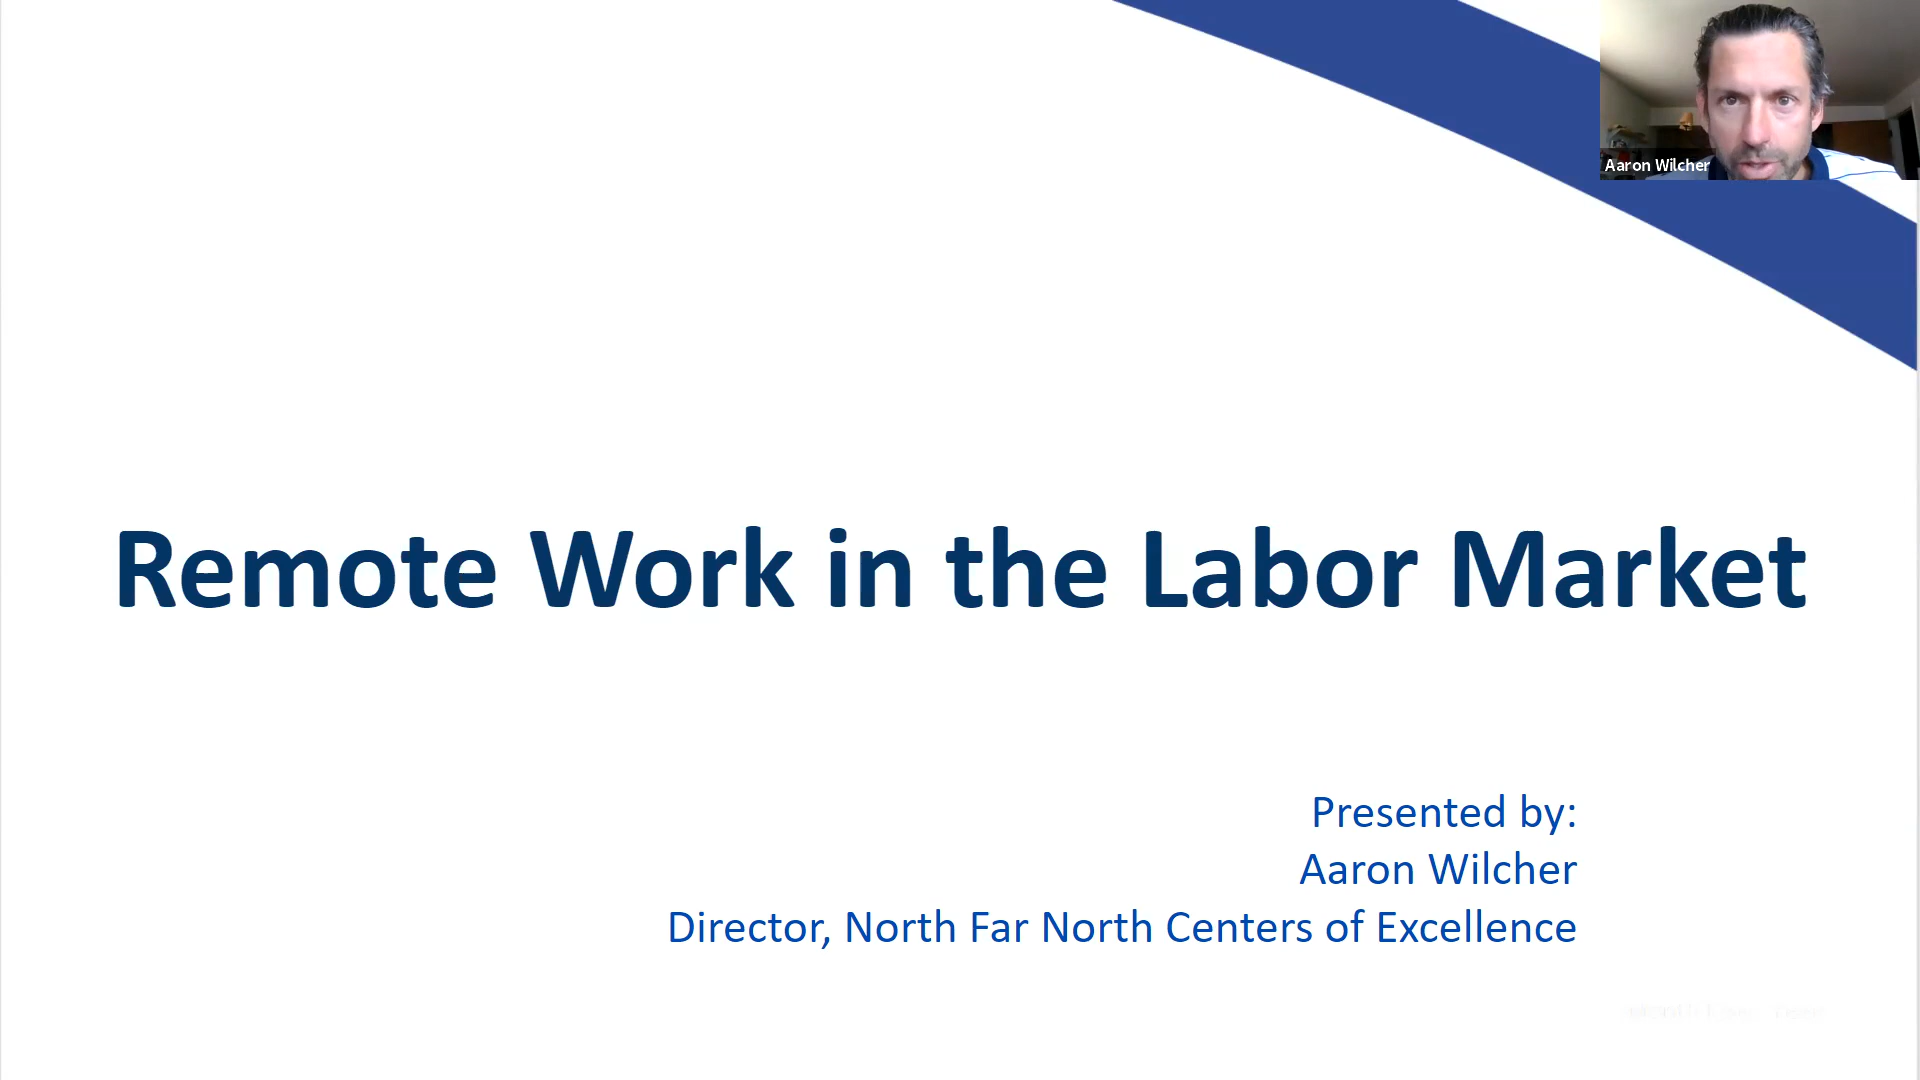 Aaron Wilcher
Remote Work in the Labor Market
Presented by:
Aaron Wilcher
Director, North Far North Centers of Excellence